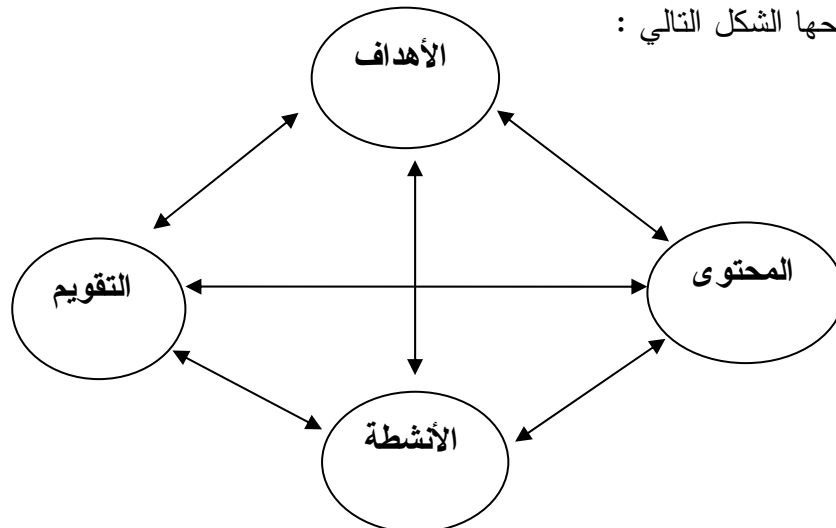 حها الشكل التالي :
الأهداف
المحتوى
التقويم
الأنشطة